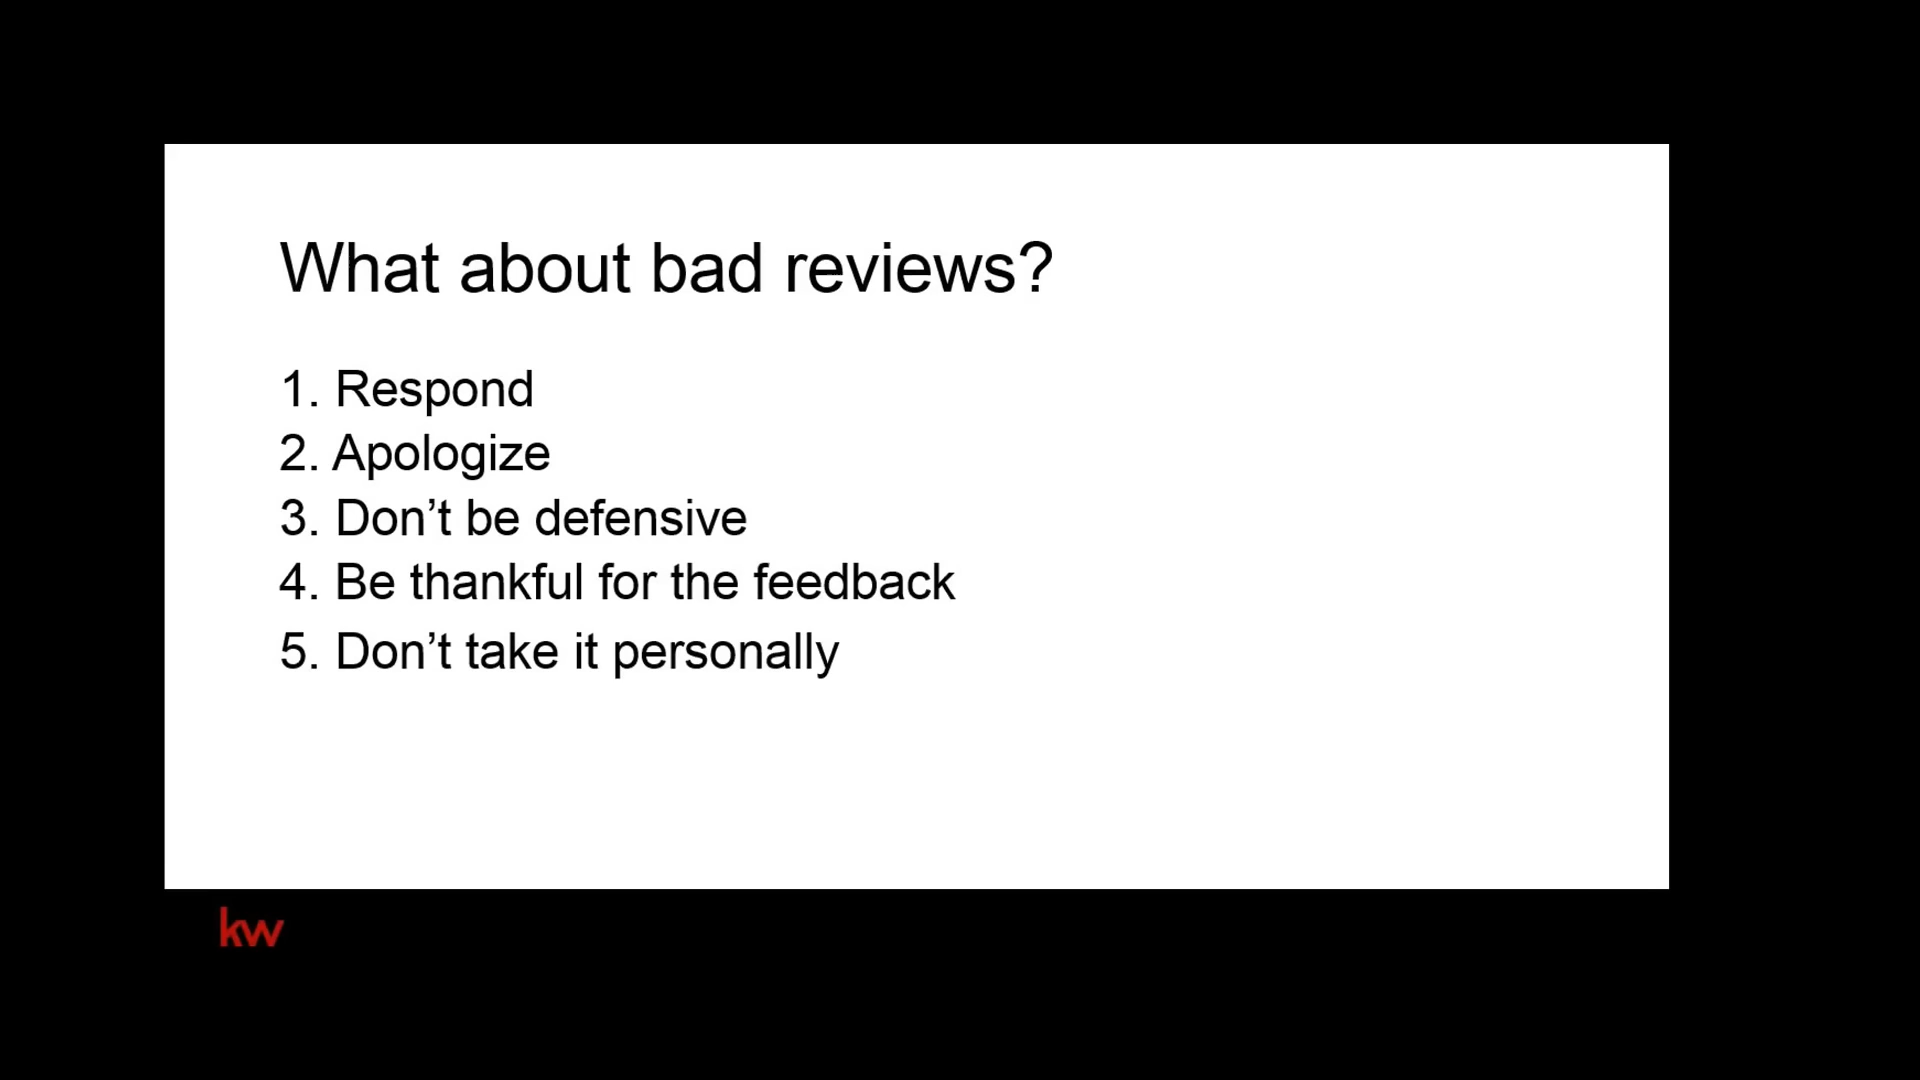 What about bad reviews?
1. Respond
2. Apologize
3. Don’t be defensive
4. Be thankful for the feedback
5. Don’t take it personally
kw